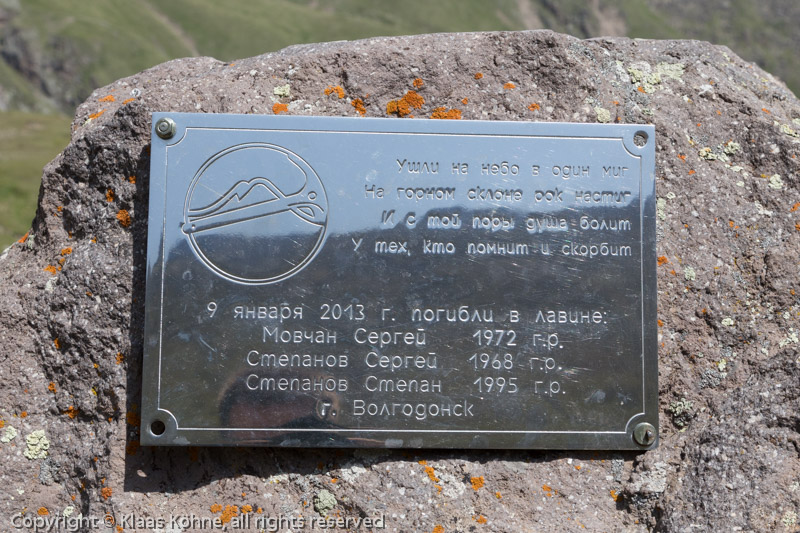 Ушли на небо в один миг
На горном склоне рок настиг
И с той поры душа болит
У тех, кто помнит и скорбит
9 января 2013 г. погибли в лавине:
Мовчан Сергей 1972 г.р.
Степанов Сергей 1968 г.р.
Степанов Степан 1995 г.р.
г. Волгодонск
Copyright © Klaas Köhne, all rights reserved